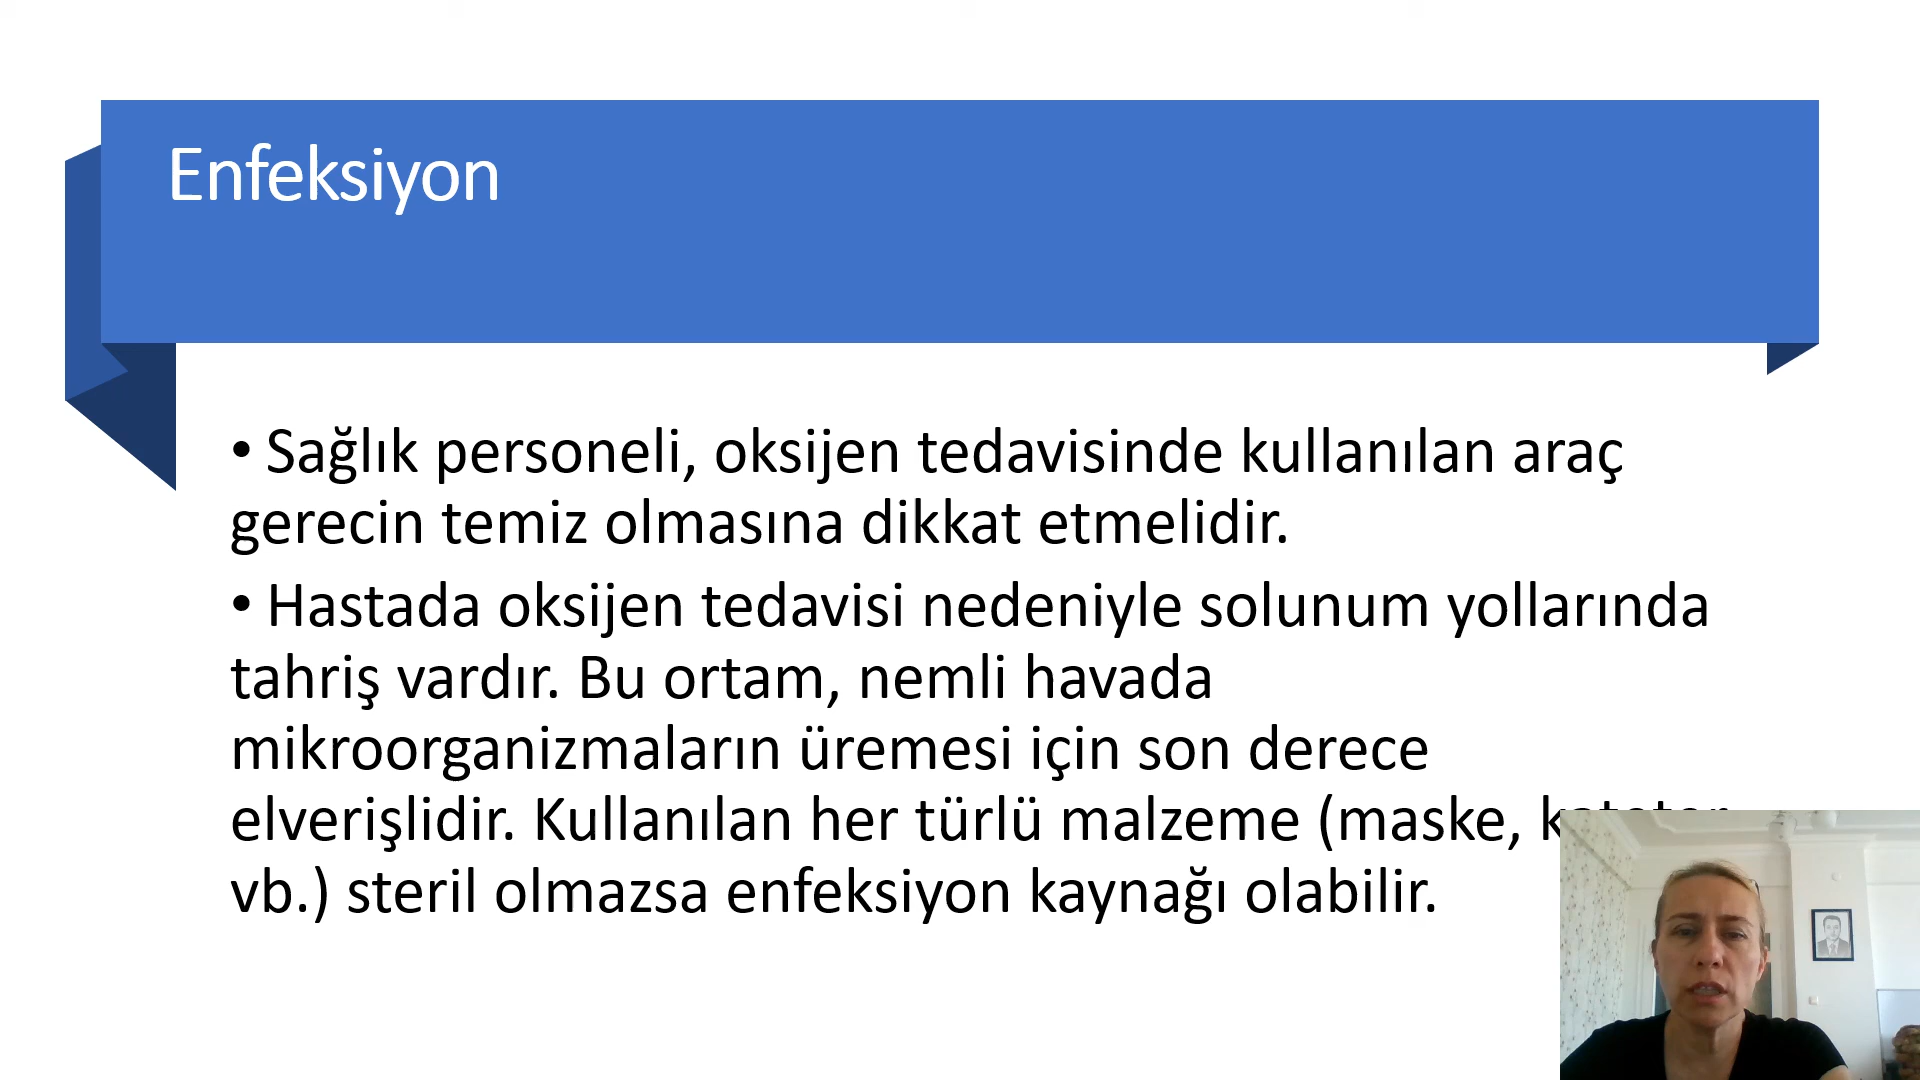 Enfeksiyon
• Sağlık personeli, oksijen tedavisinde kullanılan araç
gerecin temiz olmasına dikkat etmelidir.
• Hastada oksijen tedavisi nedeniyle solunum yollarında
tahriş vardır. Bu ortam, nemli havada
mikroorganizmaların üremesi için son derece
elverişlidir. Kullanılan her türlü malzeme (maske,
vb.) steril olmazsa enfeksiyon kaynağı olabilir.